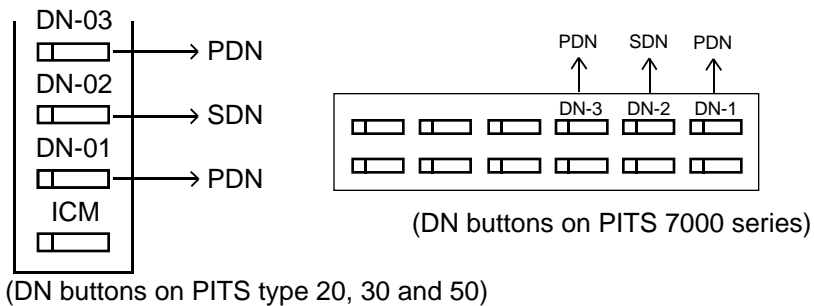 DN-03
PDN
DN-02
SDN
DN-01
PDN
ICM
(DN buttons on PITS type 20, 30 and 50)
PDN SDN PDN
DN-3 DN-2 DN-1
(DN buttons on PITS 7000 series)